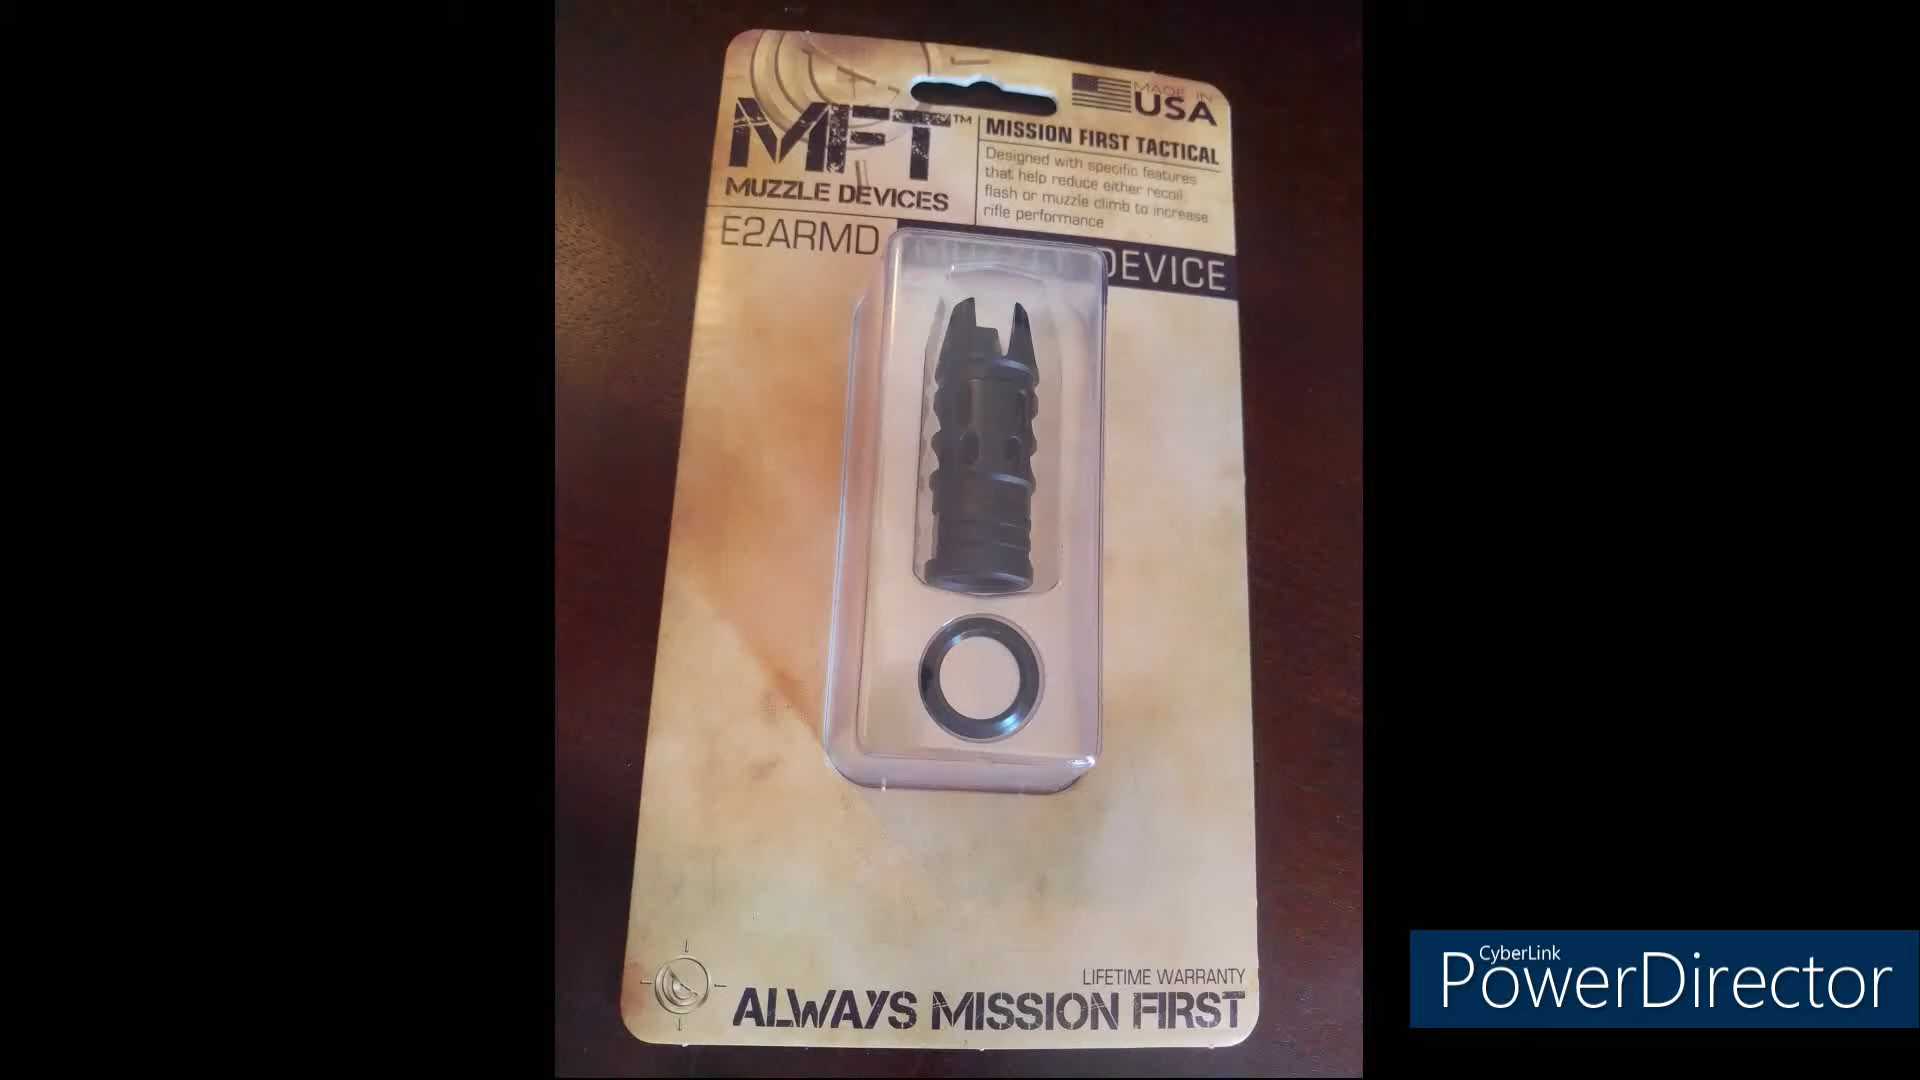 MFT™
MUZZLE DEVICES
MADE IN
USA
MISSION FIRST TACTICAL
Designed with specific features
that help reduce either recoil,
flash or muzzle climb to increase
rifle performance
E2ARMD
DEVICE
LIFETIME WARRANTY
ALWAYS MISSION FIRST
CyberLink
PowerDirector